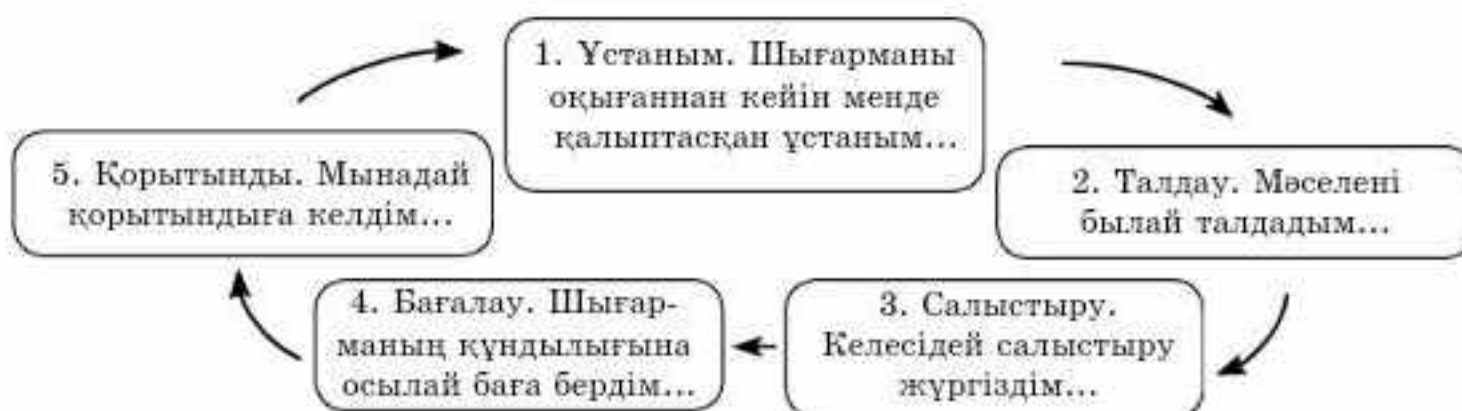 1. Ұстаным. Шығарманы
оқығаннан кейін менде
қалыптасқан ұстаным...
2. Талдау. Мәселені
былай талдадым...
3. Салыстыру.
Келесідей салыстыру
жүргіздім...
4. Бағалау. Шығар-
маның құндылығына
осылай баға бердім...
5. Қорытынды. Мынадай
қорытындыға келдім...